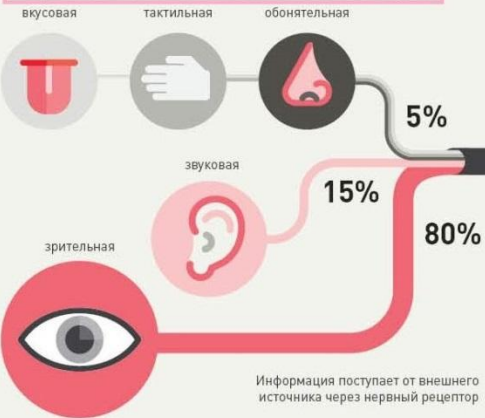 вкусовая
тактильная
обонятельная
5%
звуковая
15%
80%
зрительная
Информация поступает от внешнего
источника через нервный рецептор